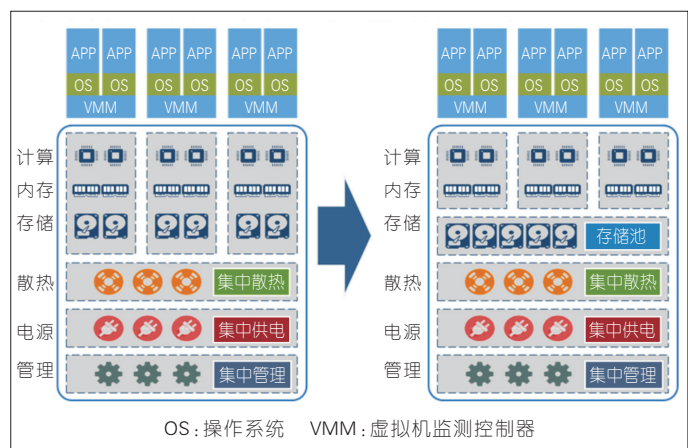 APP APP APP APP APP APP APP APP APP APP APP APP
OS OS OS OS OS OS OS OS OS OS OS OS
VMM VMM VMM VMM VMM VMM
计算 计算
内存 内存
存储 存储 存储池
散热 集中散热 散热 集中散热
电源 集中供电 电源 集中供电
管理 集中管理 管理 集中管理
OS:操作系统 VMM:虚拟机监测控制器